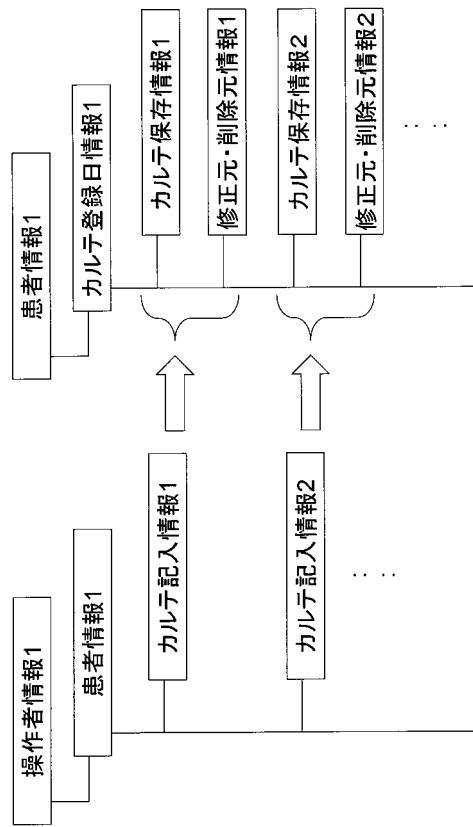 操作者情報1
患者情報1
カルテ記入情報1
カルテ記入情報2
患者情報1
カルテ登録日情報1
カルテ保存情報1
修正元・削除元情報1
カルテ保存情報2
修正元・削除元情報2